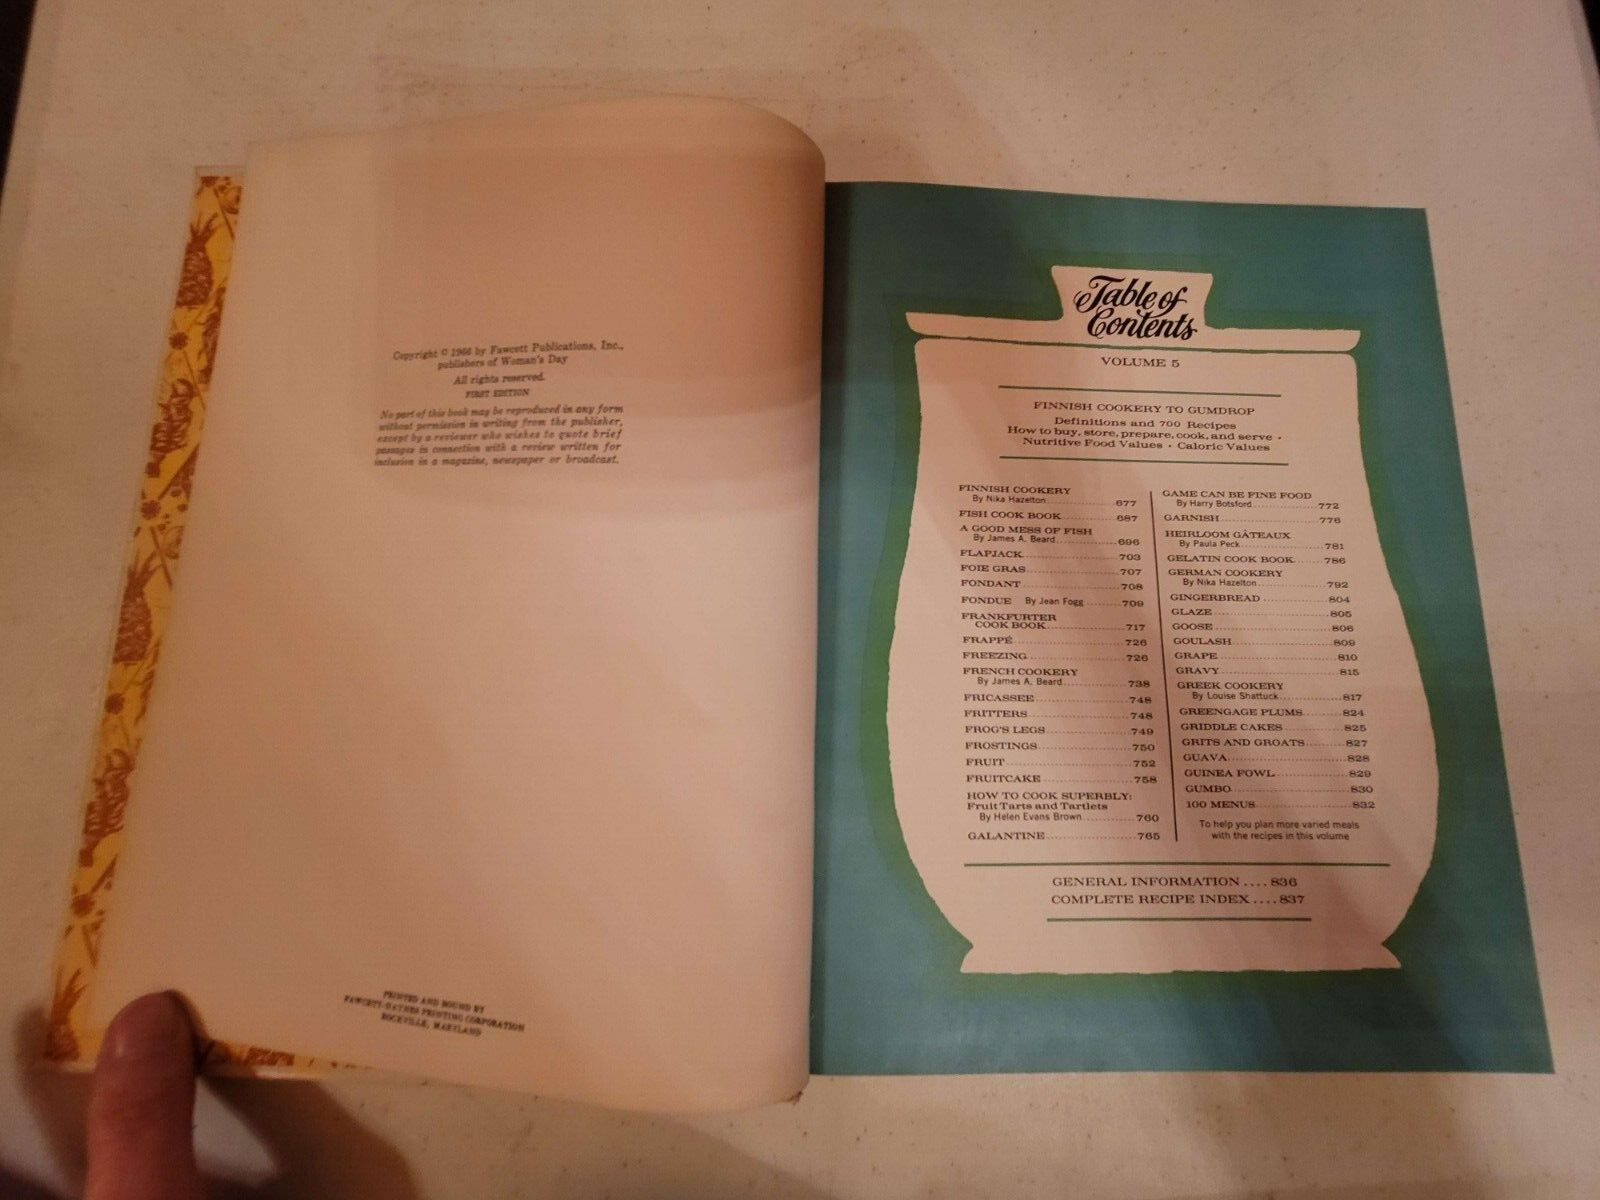 Copyright © 1966 by Fawcett Publications, Inc.,
publishers of Woman's Day
All rights reserved.
FIRST EDITION
No part of this book may be reproduced in any form
without permission in writing from the publisher,
except by a reviewer who wishes to quote brief
passages in connection with a review written for
inclusion in a magazine, newspaper or broadcast.
PRINTED AND BOUND BY
FAWCETT-HAYNES PRINTING CORPORATION
ROCKVILLE, MARYLAND
Table of
Contents
VOLUME 5
FINNISH COOKERY TO GUMDROP
Definitions and 700 Recipes
How to buy, store, prepare, cook, and serve •
Nutritive Food Values • Caloric Values
FINNISH COOKERY
By Nika Hazelton 677
FISH COOK BOOK 687
A GOOD MESS OF FISH
By James A. Beard 696
FLAPJACK 703
FOIE GRAS 707
FONDANT 708
FONDUE By Jean Fogg 709
FRANKFURTER
COOK BOOK 717
FRAPPÉ 726
FREEZING 726
FRENCH COOKERY
By James A. Beard 738
FRICASSEE 748
FRITTERS 748
FROG'S LEGS 749
FROSTINGS 750
FRUIT 752
FRUITCAKE 758
HOW TO COOK SUPERBLY:
Fruit Tarts and Tartlets
By Helen Evans Brown 760
GALANTINE 765
GAME CAN BE FINE FOOD
By Harry Botsford 772
GARNISH 776
HEIRLOOM GÂTEAUX
By Paula Peck 781
GELATIN COOK BOOK 786
GERMAN COOKERY
By Nika Hazelton 792
GINGERBREAD 804
GLAZE 805
GOOSE 806
GOULASH 809
GRAPE 810
GRAVY 815
GREEK COOKERY
By Louise Shattuck 817
GREENGAGE PLUMS 824
GRIDDLE CAKES 825
GRITS AND GROATS 827
GUAVA 828
GUINEA FOWL 829
GUMBO 830
100 MENUS 832
To help you plan more varied meals
with the recipes in this volume
GENERAL INFORMATION .... 836
COMPLETE RECIPE INDEX .... 837